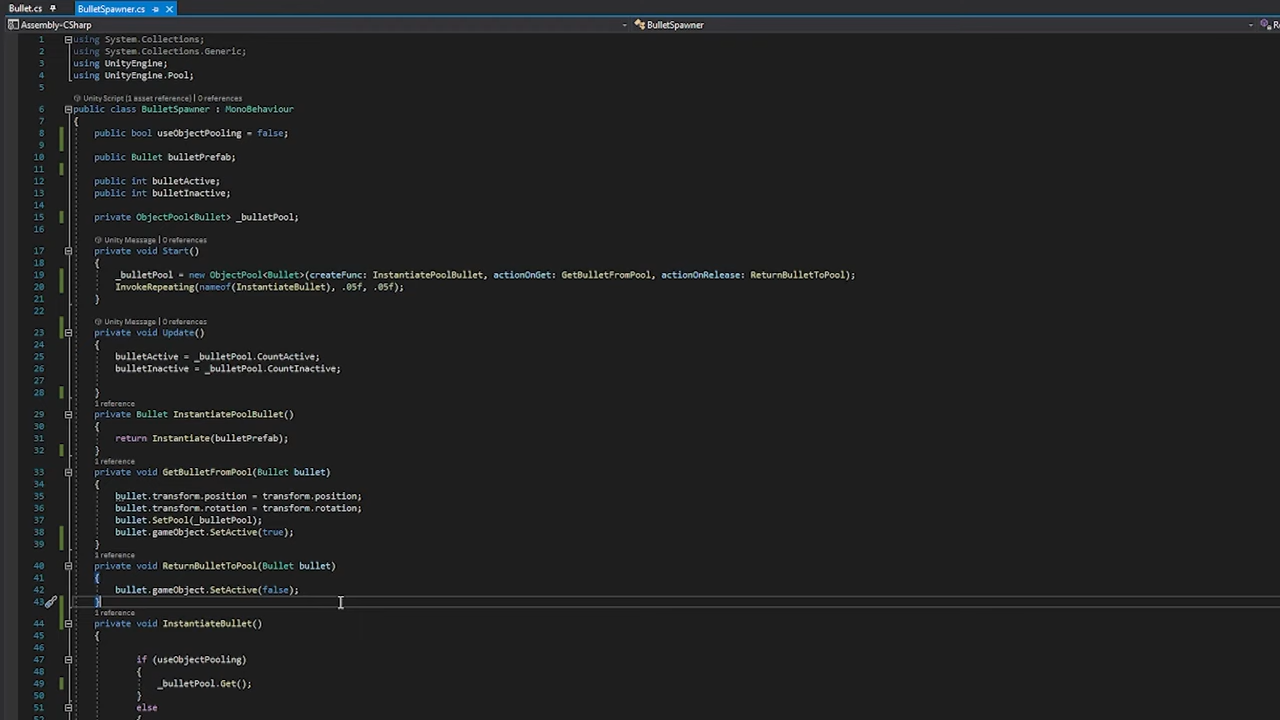 Bullet.cs
BulletSpawner.cs
Assembly-CSharp
BulletSpawner
1 using System.Collections;
2 using System.Collections.Generic;
3 using UnityEngine;
4 using UnityEngine.Pool;
5
Unity Script (1 asset reference) | 0 references
6 public class BulletSpawner : MonoBehaviour
7 {
8 public bool useObjectPooling = false;
9
10 public Bullet bulletPrefab;
11
12 public int bulletActive;
13 public int bulletInactive;
15 private ObjectPool<Bullet> _bulletPool;
16
Unity Message | 0 references
17 private void Start()
18 {
19 _bulletPool = new ObjectPool<Bullet>(createFunc: InstantiatePoolBullet, actionOnGet: GetBulletFromPool, actionOnRelease: ReturnBulletToPool);
20 InvokeRepeating(nameof(InstantiateBullet), .05f, .05f);
21 }
22
Unity Message | 0 references
23 private void Update()
24 {
25 bulletActive = _bulletPool.CountActive;
26 bulletInactive = _bulletPool.CountInactive;
27
28 }
1 reference
29 private Bullet InstantiatePoolBullet()
30 {
31 return Instantiate(bulletPrefab);
32 }
1 reference
33 private void GetBulletFromPool(Bullet bullet)
34 {
35 bullet.transform.position = transform.position;
36 bullet.transform.rotation = transform.rotation;
37 bullet.SetPool(_bulletPool);
38 bullet.gameObject.SetActive(true);
39 }
1 reference
40 private void ReturnBulletToPool(Bullet bullet)
41 {
42 bullet.gameObject.SetActive(false);
43 }
1 reference
44 private void InstantiateBullet()
45 {
46
47 if (useObjectPooling)
48 {
49 _bulletPool.Get();
50 }
51 else